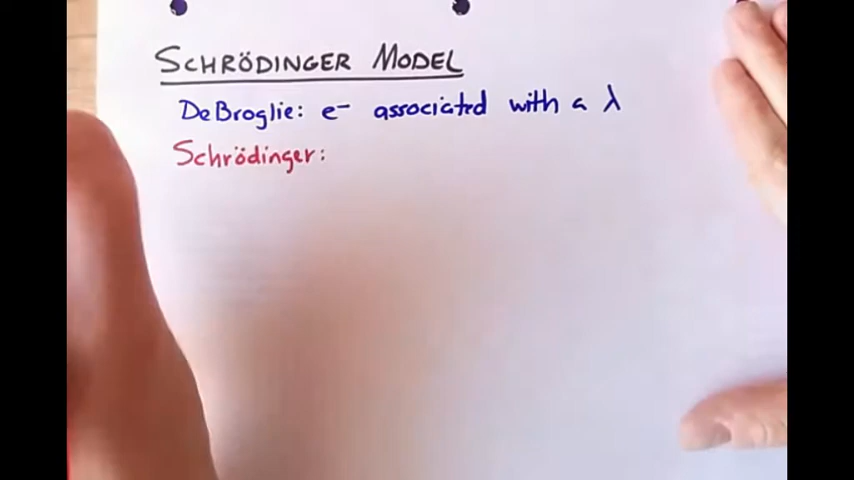 SCHRÖDINGER MODEL
DeBroglie: e⁻ associated with a λ
Schrödinger: